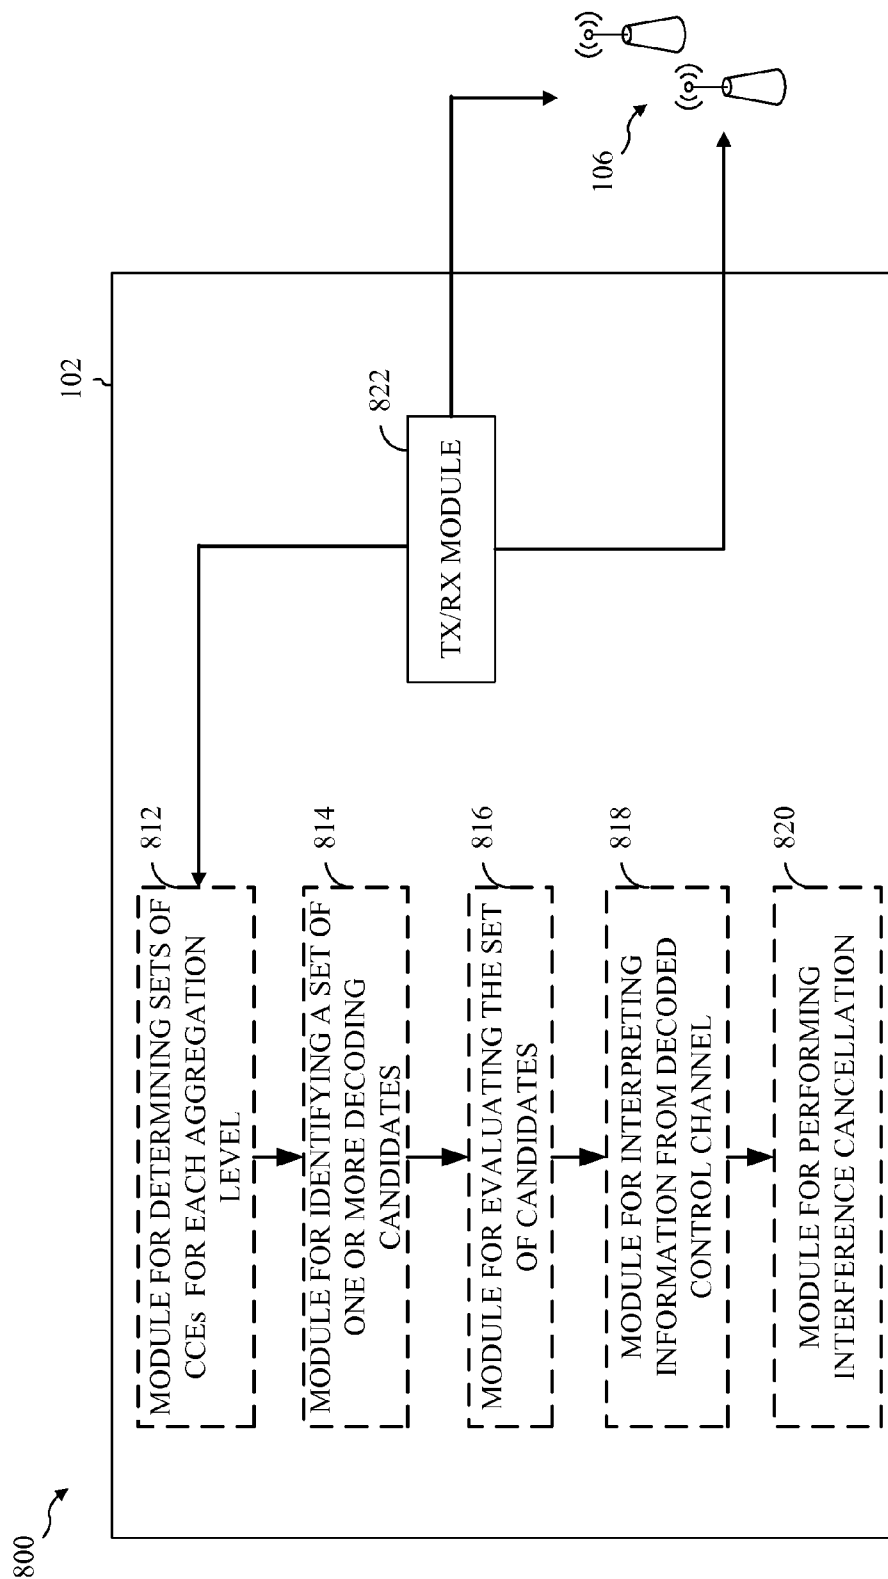 800
102
MODULE FOR DETERMINING SETS OF
CCEs FOR EACH AGGREGATION
LEVEL
812
MODULE FOR IDENTIFYING A SET OF
ONE OR MORE DECODING
CANDIDATES
814
MODULE FOR EVALUATING THE SET
OF CANDIDATES
816
MODULE FOR INTERPRETING
INFORMATION FROM DECODED
CONTROL CHANNEL
818
MODULE FOR PERFORMING
INTERFERENCE CANCELLATION
820
TX/RX MODULE
822
106